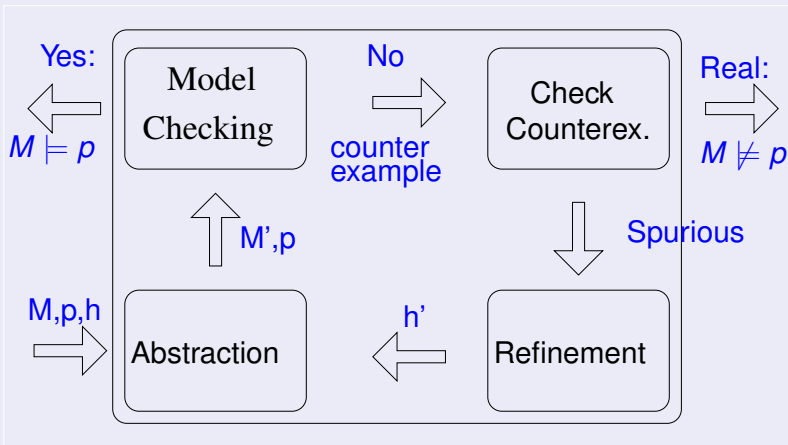 Yes:
M ⊨ p
Model
Checking
No
counter
example
Check
Counterex.
Real:
M ⊭ p
M',p
Spurious
M,p,h
Abstraction
h'
Refinement